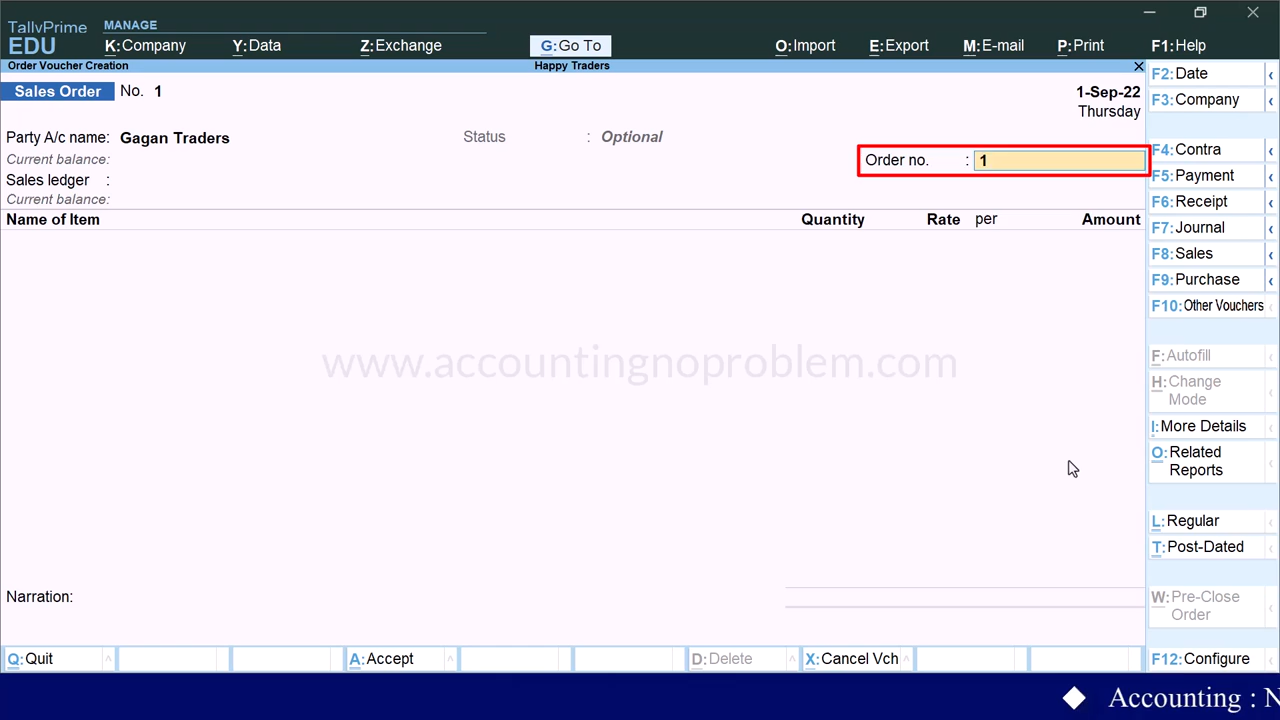 TallyPrime
EDU
MANAGE
K:Company Y:Data Z:Exchange G:Go To O:Import E:Export M:E-mail P:Print F1:Help
Order Voucher Creation Happy Traders
Sales Order No. 1
1-Sep-22
Thursday
Party A/c name: Gagan Traders Status : Optional
Current balance:
Order no. : 1
Sales ledger :
Current balance:
Name of Item Quantity Rate per Amount
www.accountingnoproblem.com
Narration:
F2:Date
F3:Company
F4:Contra
F5:Payment
F6:Receipt
F7:Journal
F8:Sales
F9:Purchase
F10:Other Vouchers
F:Autofill
H:Change
Mode
I:More Details
O:Related
Reports
L:Regular
T:Post-Dated
W:Pre-Close
Order
Q:Quit A:Accept D:Delete X:Cancel Vch F12:Configure
Accounting :